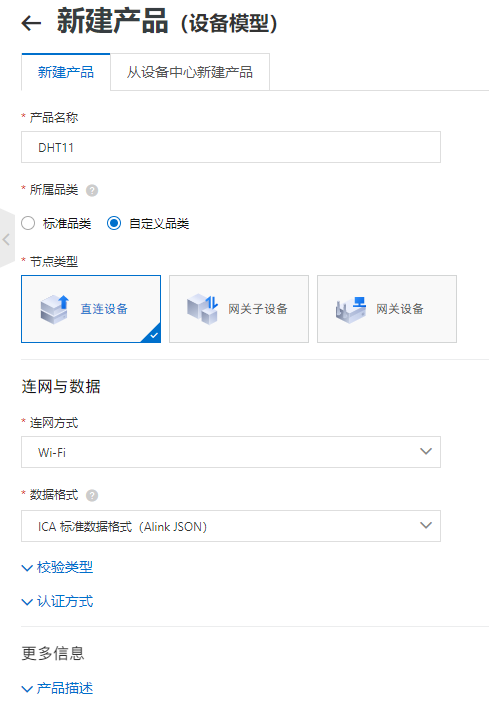 新建产品 (设备模型)
新建产品 从设备中心新建产品
* 产品名称
DHT11
* 所属品类 ?
标准品类 自定义品类
* 节点类型
直连设备 网关子设备 网关设备
连网与数据
* 连网方式
Wi-Fi
* 数据格式 ?
ICA 标准数据格式（Alink JSON）
校验类型
认证方式
更多信息
产品描述